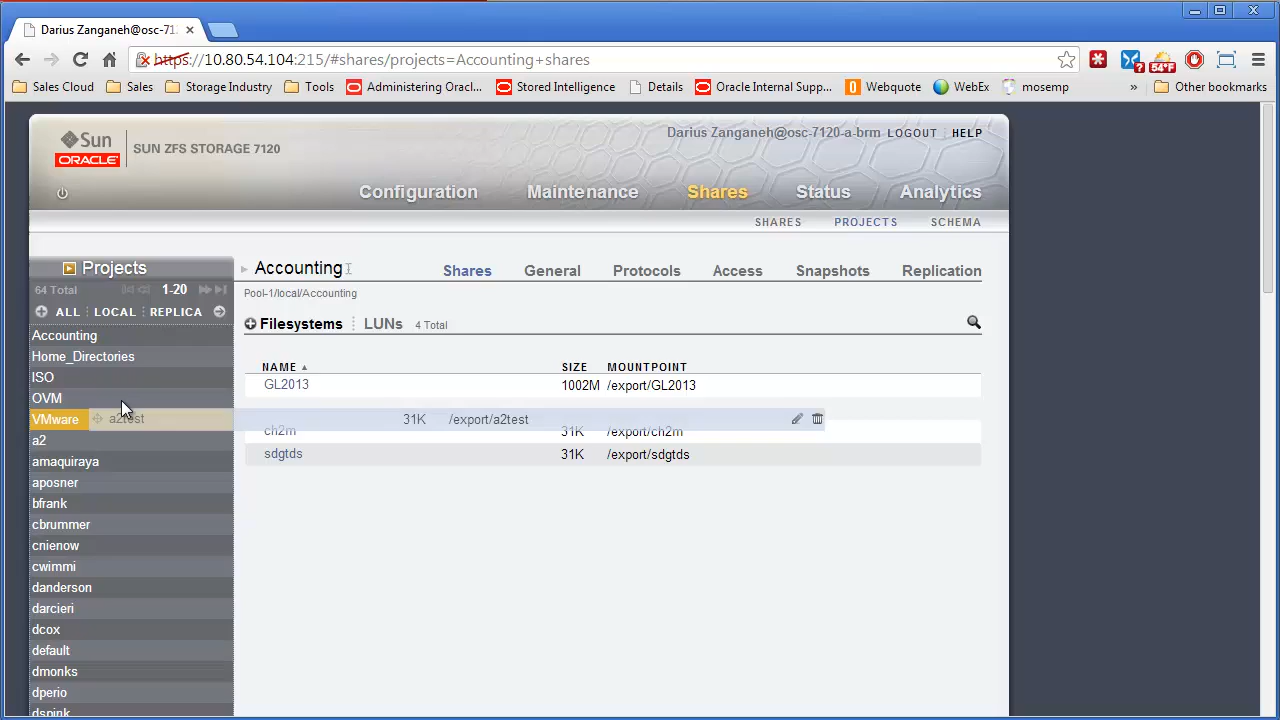 Darius Zanganeh@osc-71
https://10.80.54.104:215/#shares/projects=Accounting+shares
54°F
Sales Cloud Sales Storage Industry Tools Administering Orac... Stored Intelligence Details Oracle Internal Supp... Webquote WebEx mosemp » Other bookmarks
Sun
ORACLE
SUN ZFS STORAGE 7120
Darius Zanganeh@osc-7120-a-brm LOGOUT HELP
Configuration Maintenance Shares Status Analytics
SHARES PROJECTS SCHEMA
Projects
64 Total 1-20
ALL LOCAL REPLICA
Accounting
Home_Directories
ISO
OVM
VMware
a2
amaquiraya
aposner
bfrank
cbrummer
cnienow
cwimmi
danderson
darcieri
dcox
default
dmonks
dperio
dspink
Accounting
Shares General Protocols Access Snapshots Replication
Pool-1/local/Accounting
Filesystems LUNs 4 Total
NAME SIZE MOUNTPOINT
GL2013 1002M /export/GL2013
a2test 31K /export/a2test
ch2m 31K /export/ch2m
sdgtds 31K /export/sdgtds